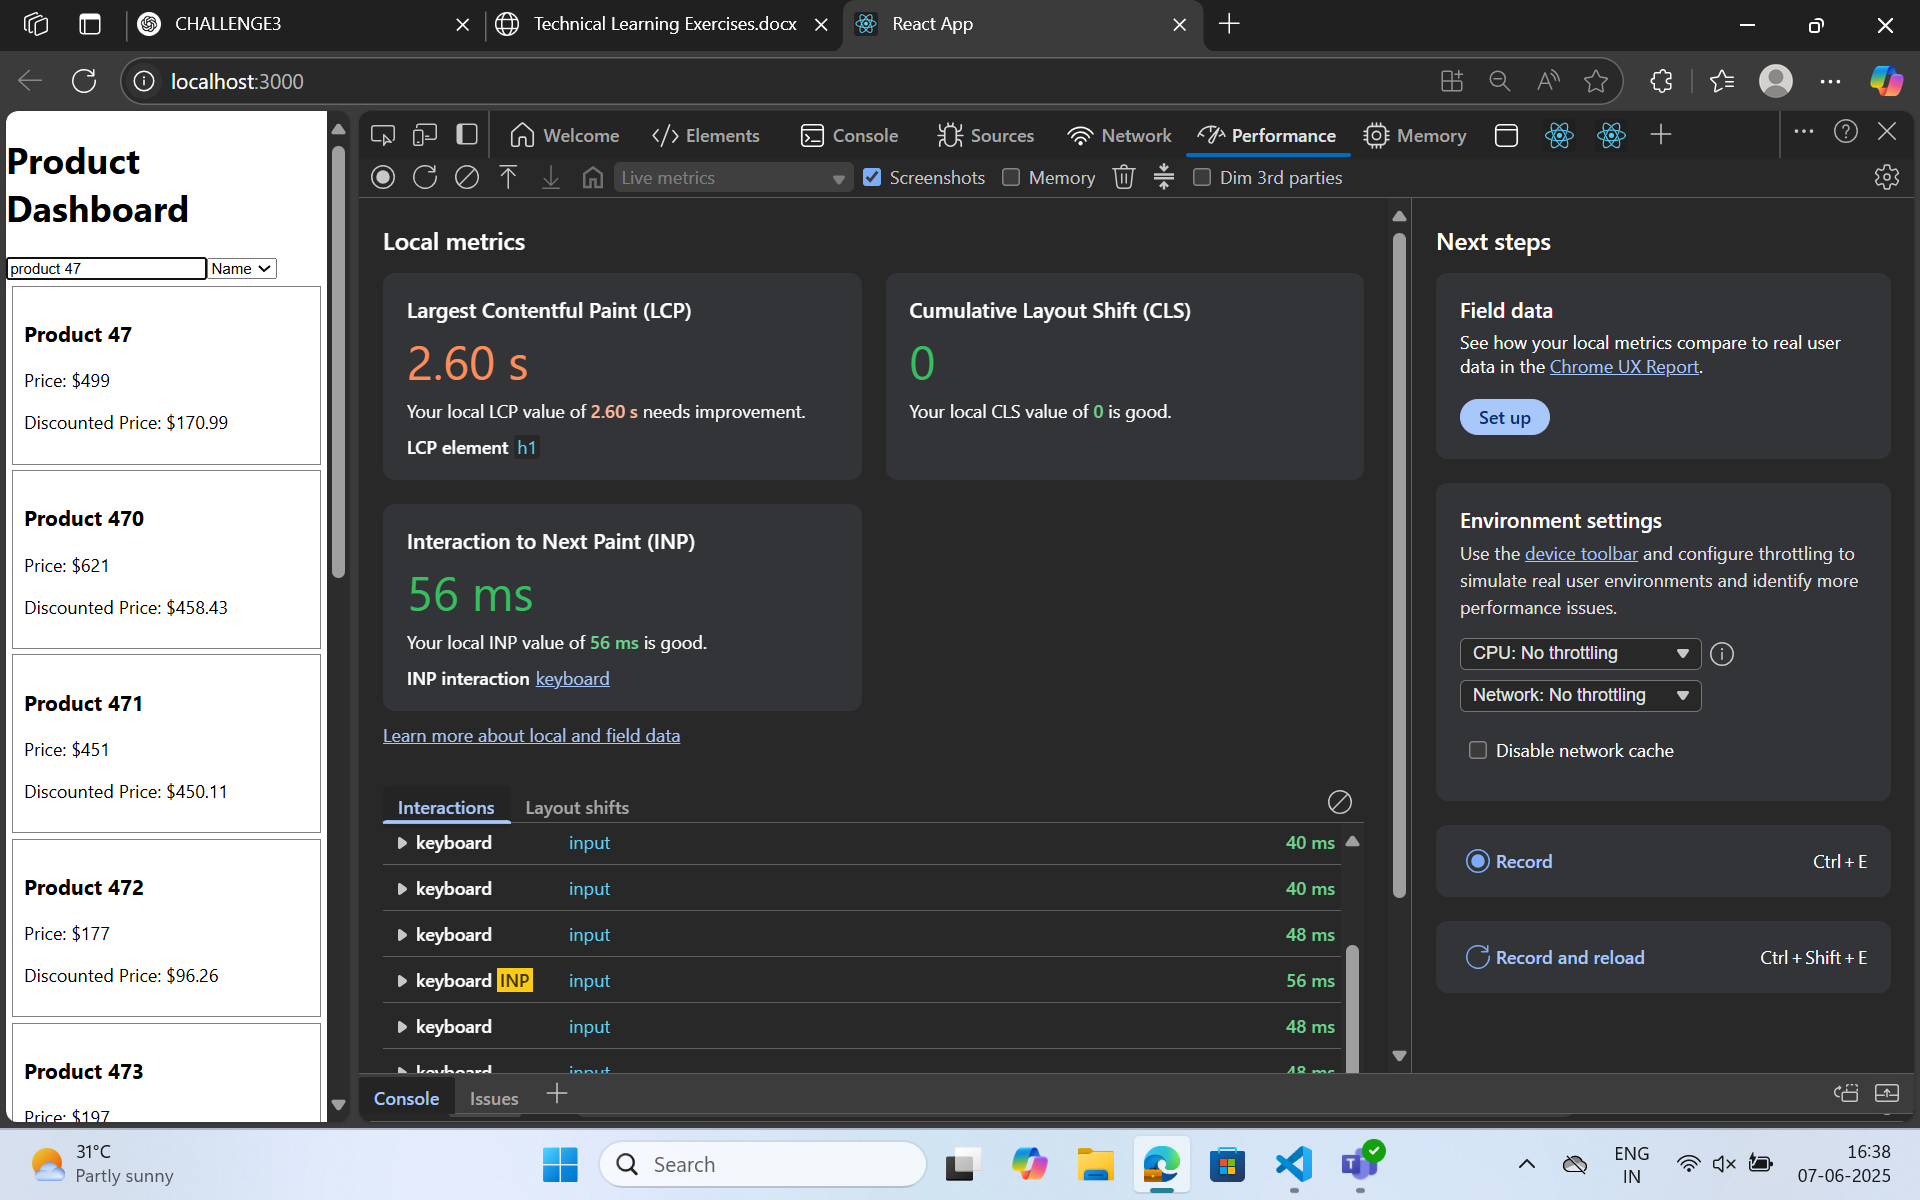 CHALLENGE3
Technical Learning Exercises.docx
React App
localhost:3000
Product
Dashboard
product 47
Name
Product 47
Price: $499
Discounted Price: $170.99
Product 470
Price: $621
Discounted Price: $458.43
Product 471
Price: $451
Discounted Price: $450.11
Product 472
Price: $177
Discounted Price: $96.26
Product 473
Price: $197
Welcome
Elements
Console
Sources
Network
Performance
Memory
Live metrics
Screenshots
Memory
Dim 3rd parties
Local metrics
Largest Contentful Paint (LCP)
2.60 s
Your local LCP value of 2.60 s needs improvement.
LCP element h1
Cumulative Layout Shift (CLS)
0
Your local CLS value of 0 is good.
Interaction to Next Paint (INP)
56 ms
Your local INP value of 56 ms is good.
INP interaction keyboard
Learn more about local and field data
Interactions
Layout shifts
keyboard input 40 ms
keyboard input 40 ms
keyboard input 48 ms
keyboard INP input 56 ms
keyboard input 48 ms
keyboard input 48 ms
Next steps
Field data
See how your local metrics compare to real user
data in the Chrome UX Report.
Set up
Environment settings
Use the device toolbar and configure throttling to
simulate real user environments and identify more
performance issues.
CPU: No throttling
Network: No throttling
Disable network cache
Record Ctrl + E
Record and reload Ctrl + Shift + E
Console
Issues
31°C
Partly sunny
Search
ENG
IN
16:38
07-06-2025